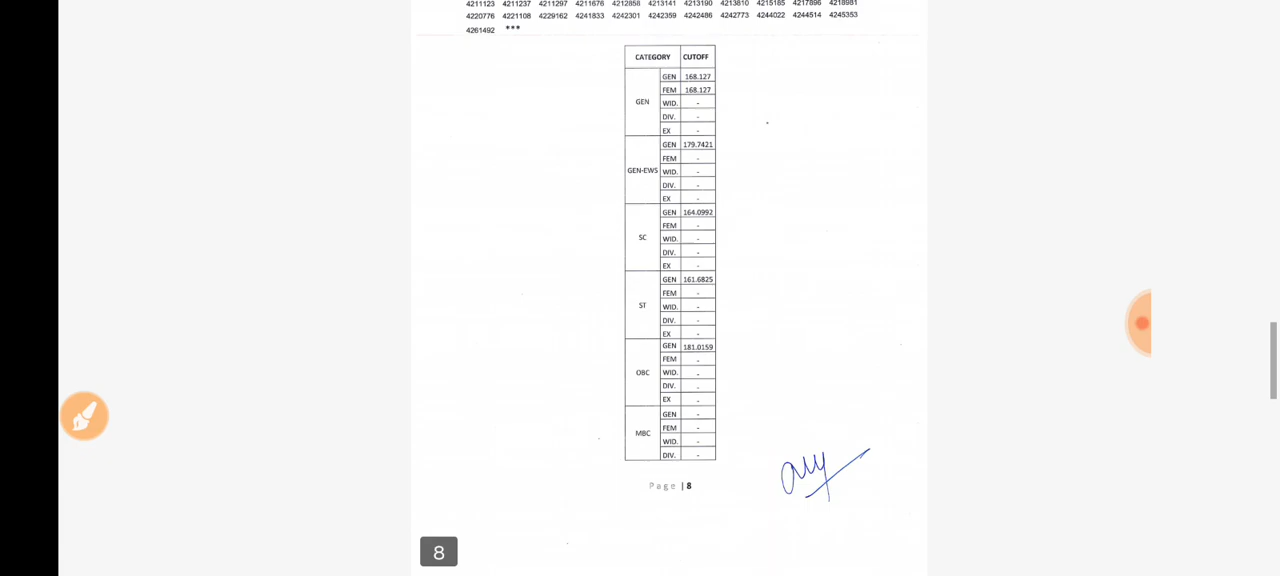 4211123 4211237 4211297 4211676 4212858 4213141 4213190 4213810 4215185 4217896 4218981
4220776 4221108 4229162 4241833 4242301 4242359 4242486 4242773 4244022 4244514 4245353
4261492 ***
CATEGORY CUTOFF
GEN GEN 168.127
FEM 168.127
WID. -
DIV. -
EX -
GEN-EWS GEN 179.7421
FEM -
WID. -
DIV. -
EX -
SC GEN 164.0992
FEM -
WID. -
DIV. -
EX -
ST GEN 161.6825
FEM -
WID. -
DIV. -
EX -
OBC GEN 181.0159
FEM -
WID. -
DIV. -
EX -
MBC GEN -
FEM -
WID. -
DIV. -
Page | 8
8